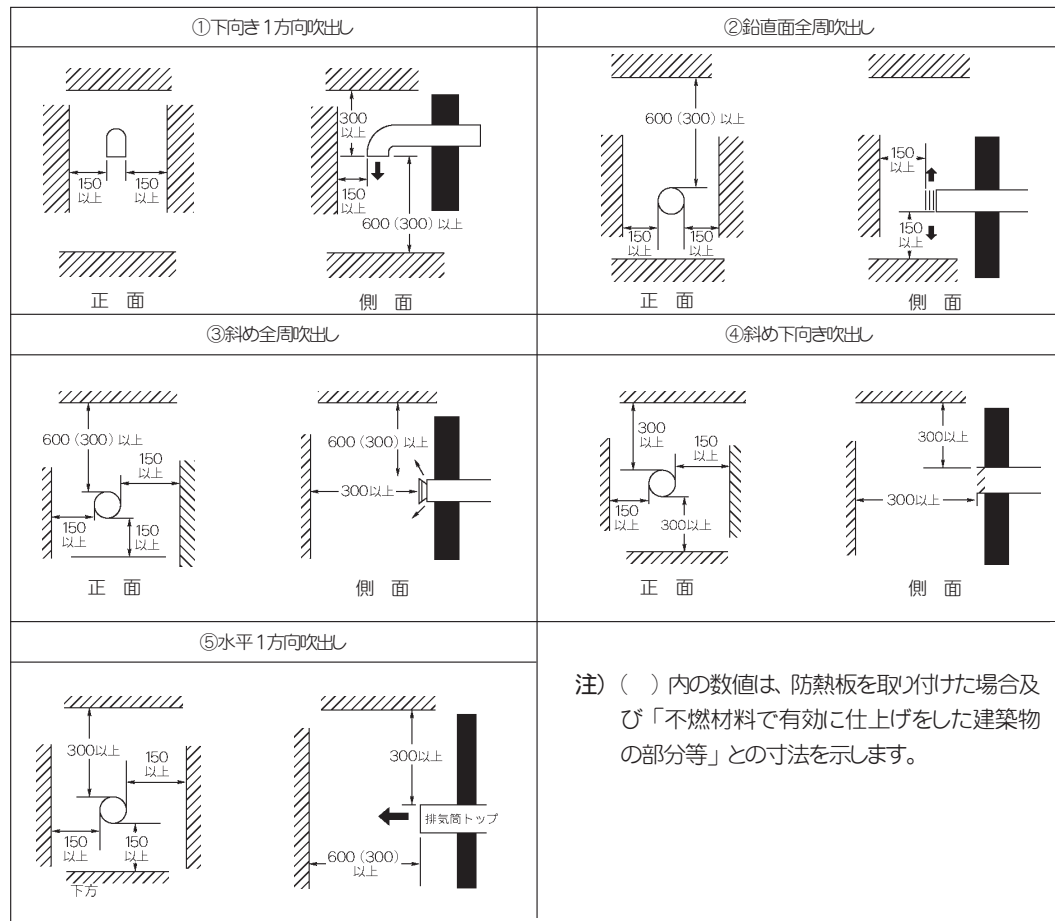 ①下向き1方向吹出し
300
以上
150
以上
150
以上
150
以上
600(300)以上
正 面
側 面
②鉛直面全周吹出し
600(300)以上
150
以上
150
以上
150
以上
150
以上
正 面
側 面
③斜め全周吹出し
600(300)以上
150
以上
150
以上
150
以上
600(300)以上
300以上
正 面
側 面
④斜め下向き吹出し
300
以上
150
以上
150
以上
300以上
300以上
300以上
正 面
側 面
⑤水平1方向吹出し
300以上
150
以上
150
以上
150
以上
下方
300以上
排気筒トップ
600(300)
以上
注)( )内の数値は、防熱板を取り付けた場合及
び「不燃材料で有効に仕上げをした建築物
の部分等」との寸法を示します。